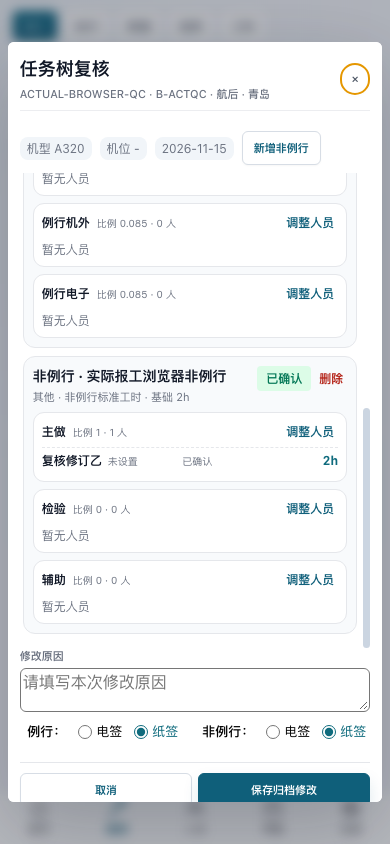 任务树复核
ACTUAL-BROWSER-QC · B-ACTQC · 航后 · 青岛
×
机型 A320 机位 - 2026-11-15 新增非例行
暂无人员
例行机外 比例 0.085 · 0 人 调整人员
暂无人员
例行电子 比例 0.085 · 0 人 调整人员
暂无人员
非例行 · 实际报工浏览器非例行 已确认 删除
其他 · 非例行标准工时 · 基础 2h
主做 比例 1 · 1 人 调整人员
复核修订乙 未设置 已确认 2h
检验 比例 0 · 0 人 调整人员
暂无人员
辅助 比例 0 · 0 人 调整人员
暂无人员
修改原因
请填写本次修改原因
例行： 电签 纸签 非例行： 电签 纸签
取消 保存归档修改